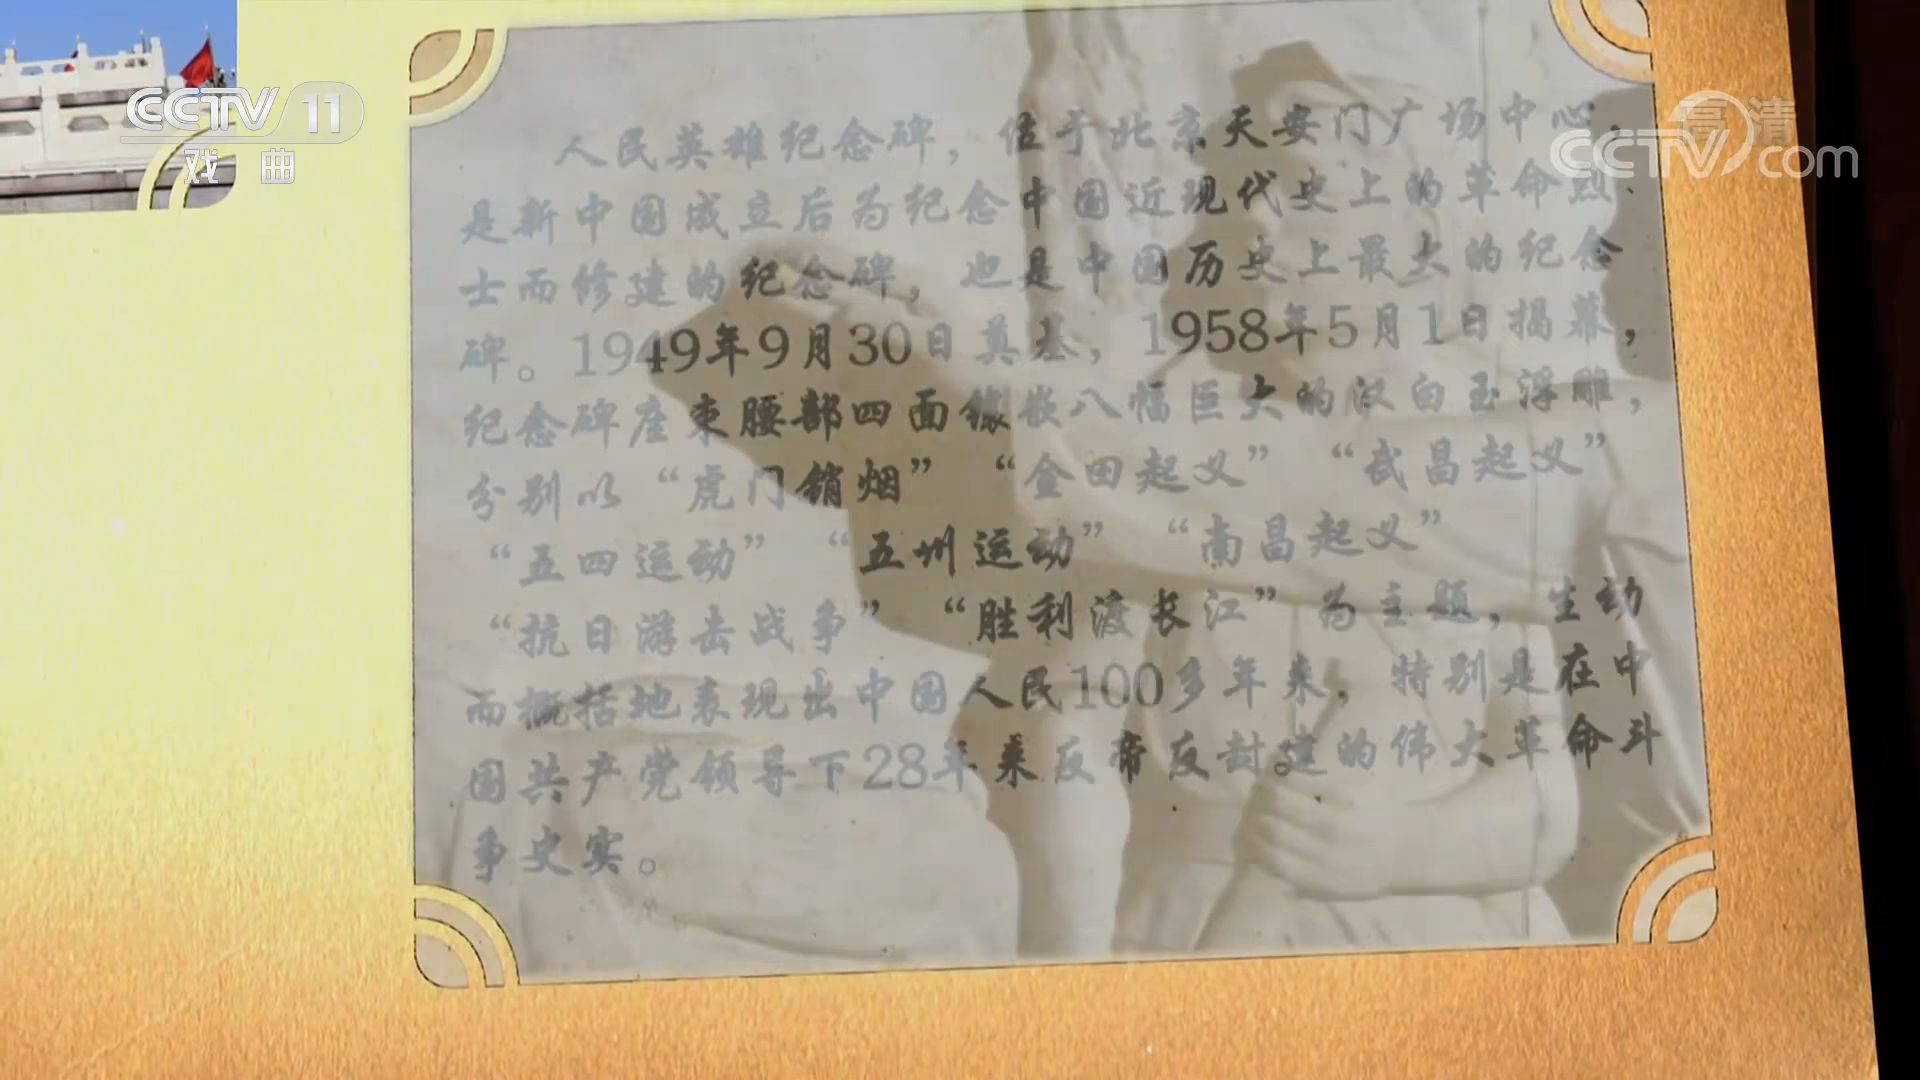 CCTV 11
戏曲
高清
CCTV.com
人民英雄纪念碑，位于北京天安门广场中心，
是新中国成立后为纪念中国近现代史上的革命烈
士而修建的纪念碑，也是中国历史上最大的纪念
碑。1949年9月30日奠基，1958年5月1日揭幕，
纪念碑座束腰部四面镶嵌八幅巨大的汉白玉浮雕，
分别以“虎门销烟” “金田起义” “武昌起义”
“五四运动” “五州运动” “南昌起义”
“抗日游击战争” “胜利渡长江”为主题，生动
而概括地表现出中国人民100多年来，特别是在中
国共产党领导下28年来反帝反封建的伟大革命斗
争史实。